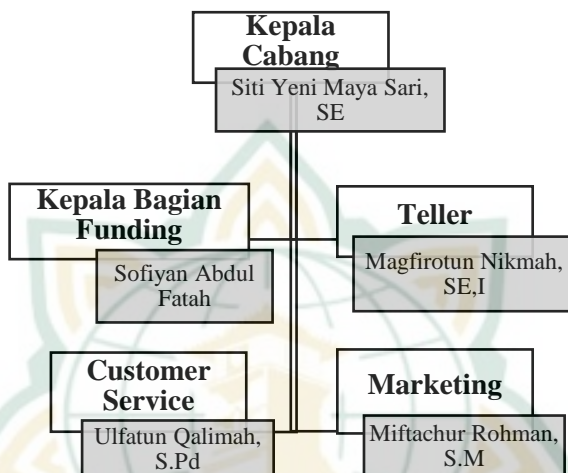 Kepala
Cabang
Siti Yeni Maya Sari,
SE
Kepala Bagian
Funding
Sofiyan Abdul
Fatah
Teller
Magfirotun Nikmah,
SE,I
Customer
Service
Ulfatun Qalimah,
S.Pd
Marketing
Miftachur Rohman,
S.M